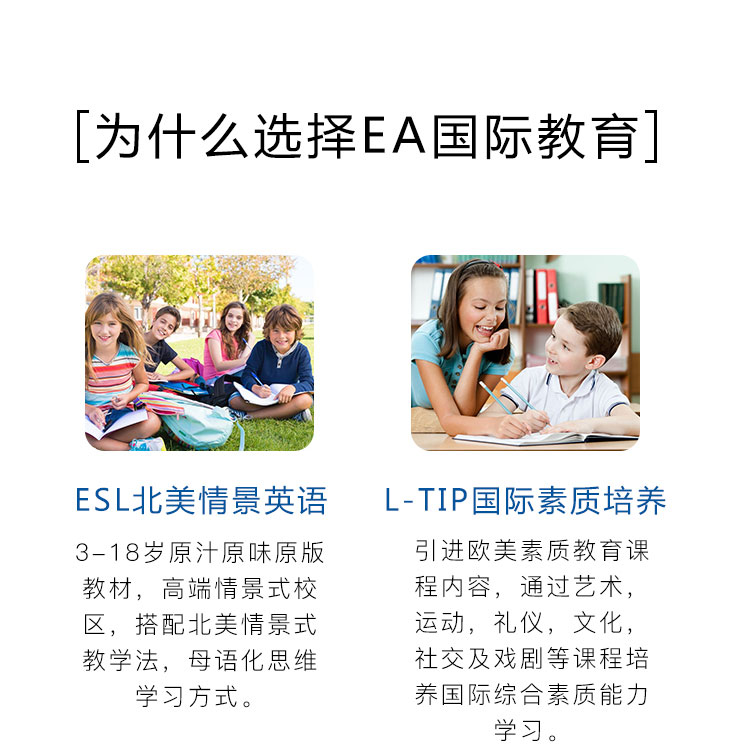 [为什么选择EA国际教育]
ESL北美情景英语
3-18岁原汁原味原版
教材，高端情景式校
区，搭配北美情景式
教学法，母语化思维
学习方式。
L-TIP国际素质培养
引进欧美素质教育课
程内容，通过艺术，
运动，礼仪，文化，
社交及戏剧等课程培
养国际综合素质能力
学习。